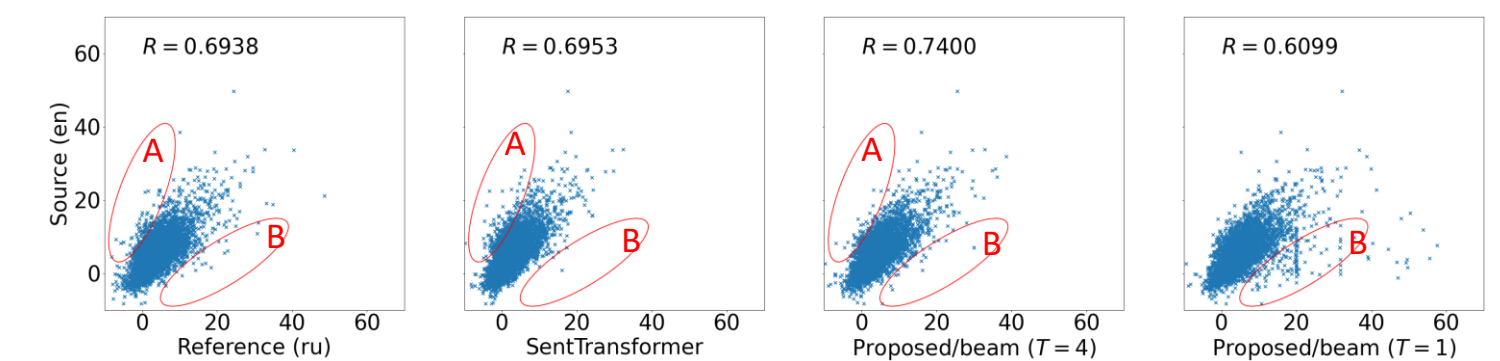 R = 0.6938
A
B
60
40
20
0
Source (en)
0 20 40 60
Reference (ru)
R = 0.6953
A
B
0 20 40 60
SentTransformer
R = 0.7400
A
B
0 20 40 60
Proposed/beam (T = 4)
R = 0.6099
B
0 20 40 60
Proposed/beam (T = 1)